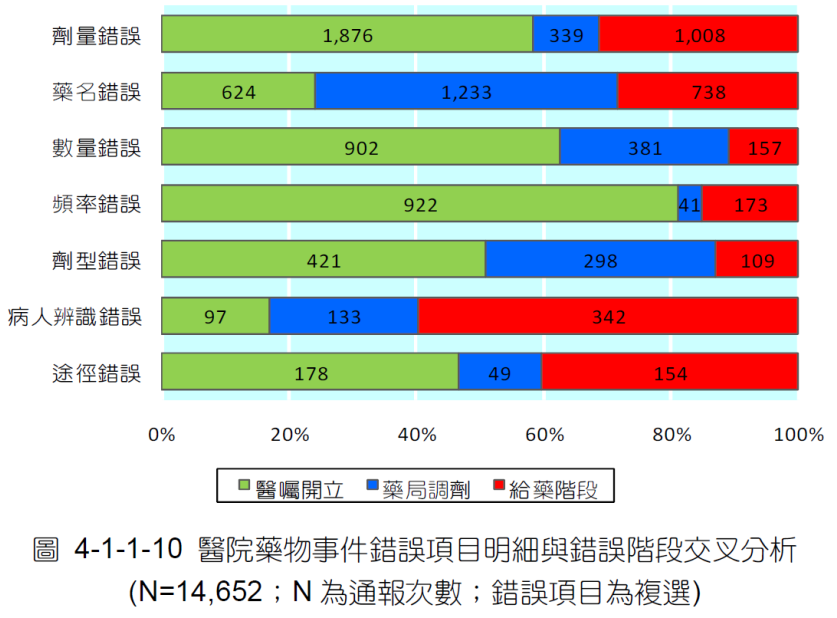 劑量錯誤 1,876 339 1,008
藥名錯誤 624 1,233 738
數量錯誤 902 381 157
頻率錯誤 922 41 173
劑型錯誤 421 298 109
病人辨識錯誤 97 133 342
途徑錯誤 178 49 154
0% 20% 40% 60% 80% 100%
醫囑開立 藥局調劑 給藥階段
圖 4-1-1-10 醫院藥物事件錯誤項目明細與錯誤階段交叉分析
(N=14,652；N 為通報次數；錯誤項目為複選)